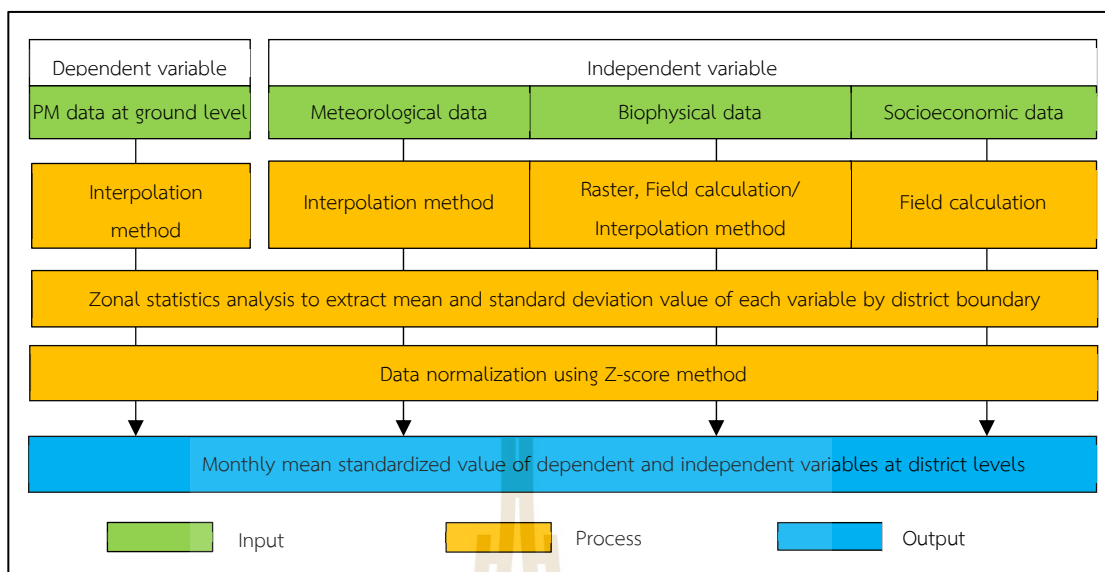 Dependent variable
Independent variable
PM data at ground level
Meteorological data
Biophysical data
Socioeconomic data
Interpolation
method
Interpolation method
Raster, Field calculation/
Interpolation method
Field calculation
Zonal statistics analysis to extract mean and standard deviation value of each variable by district boundary
Data normalization using Z-score method
Monthly mean standardized value of dependent and independent variables at district levels
Input
Process
Output